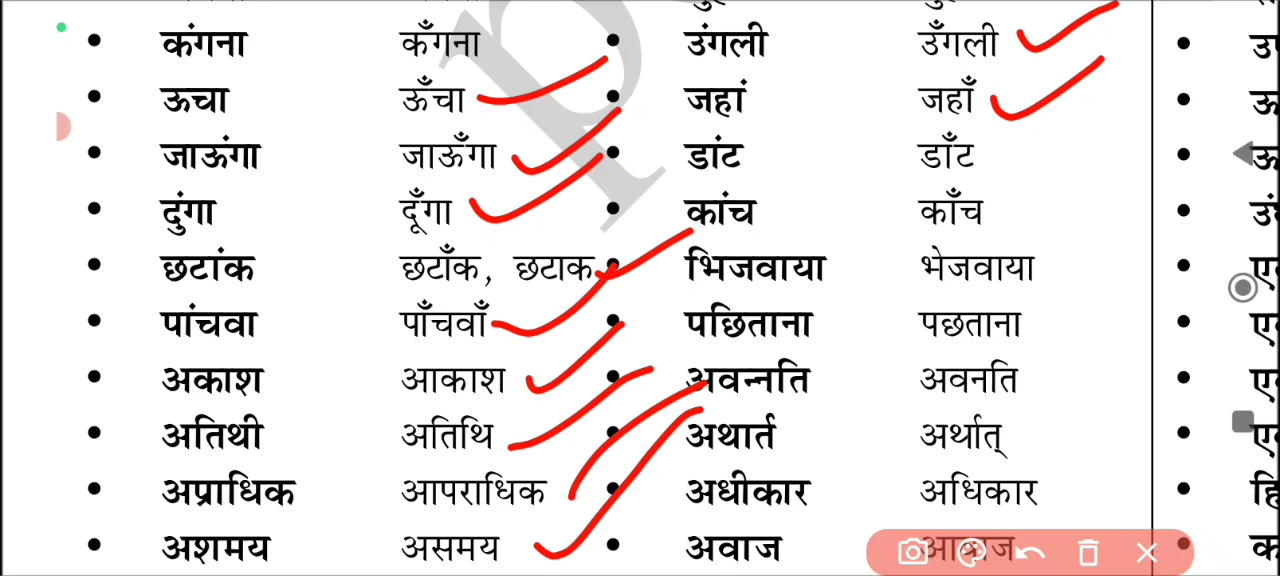 कंगना कँगना उंगली उँगली
ऊचा ऊँचा जहां जहाँ
जाऊंगा जाऊँगा डांट डाँट
दुंगा दूँगा कांच काँच
छटांक छटाँक, छटाक भिजवाया भेजवाया
पांचवा पाँचवाँ पछिताना पछताना
अकाश आकाश अवन्नति अवनति
अतिथी अतिथि अथार्त अर्थात्
अप्राधिक आपराधिक अधीकार अधिकार
अशमय असमय अवाज